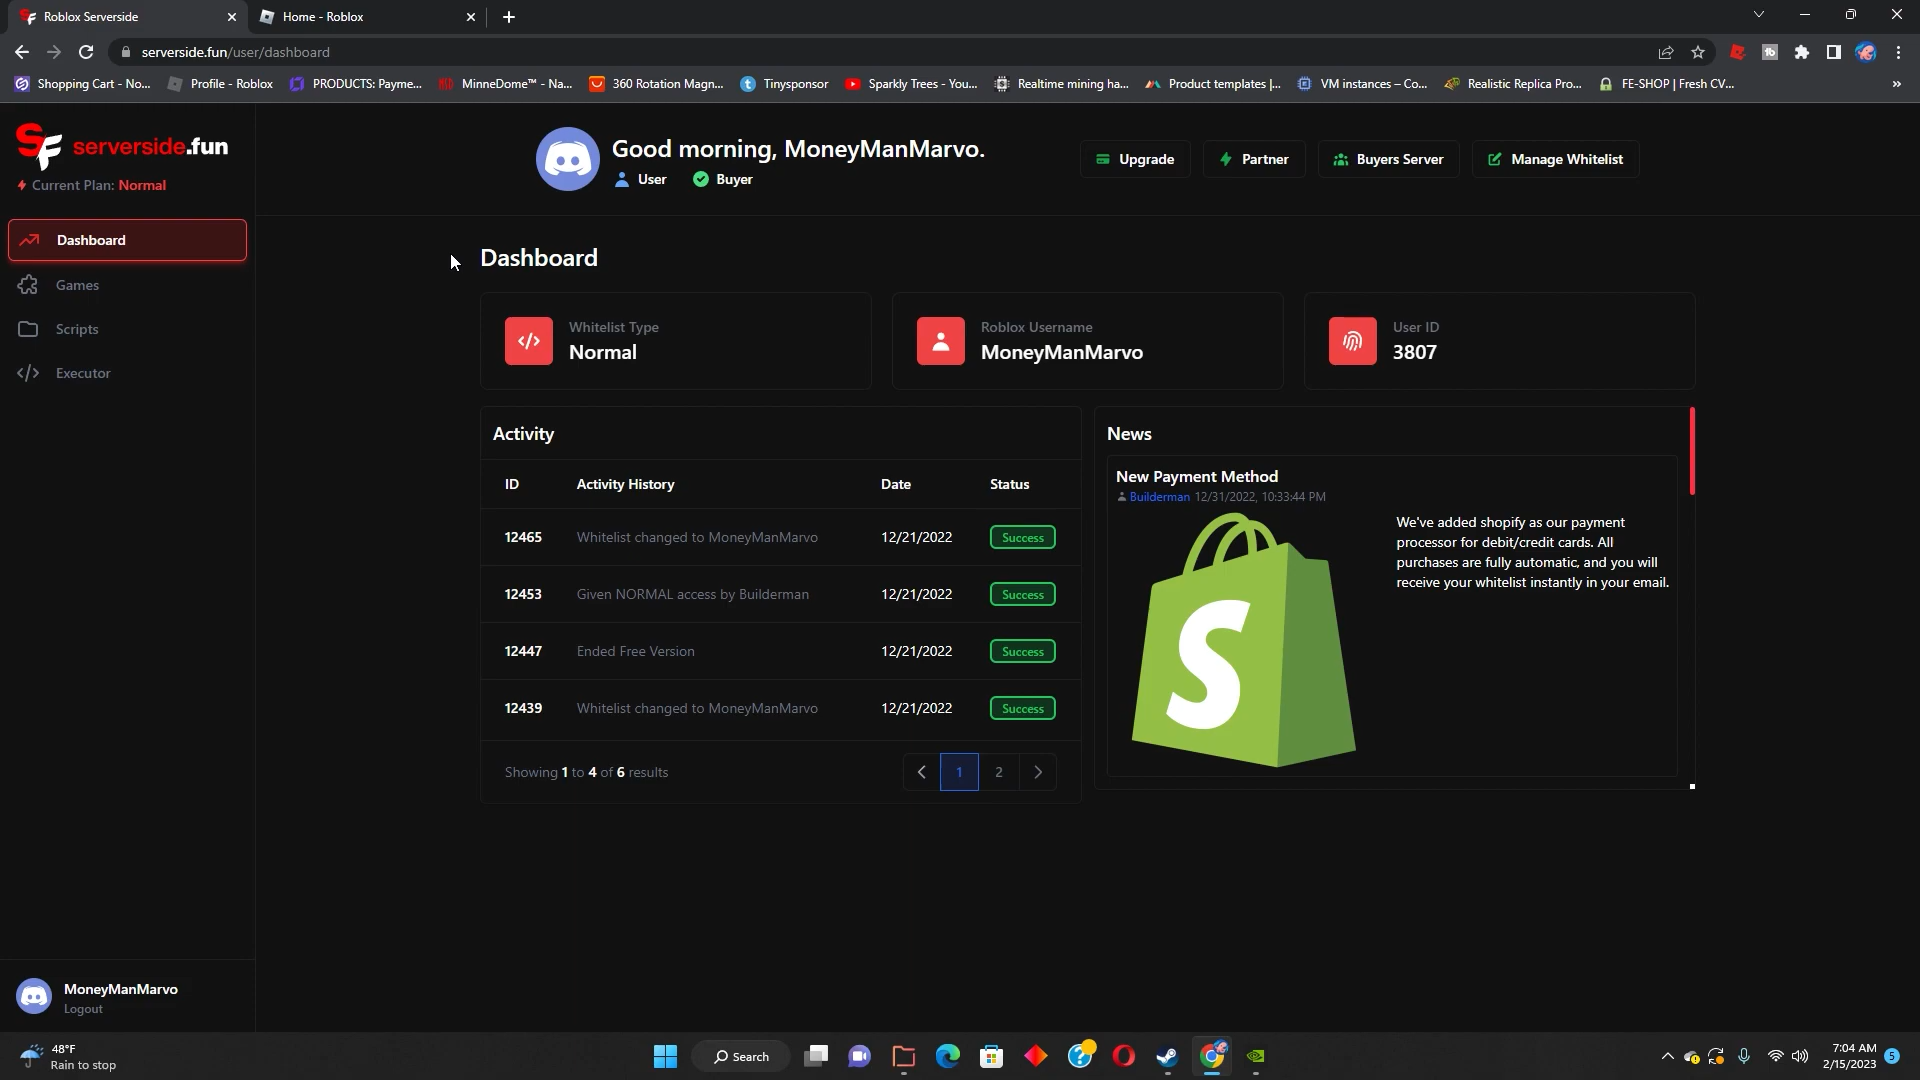 Roblox Serverside
Home - Roblox
serverside.fun/user/dashboard
Shopping Cart - No...
Profile - Roblox
PRODUCTS: Payme...
MinneDome™ - Na...
360 Rotation Magn...
Tinysponsor
Sparkly Trees - You...
Realtime mining ha...
Product templates |...
VM instances – Co...
Realistic Replica Pro...
FE-SHOP | Fresh CV...
SF serverside.fun
Current Plan: Normal
Good morning, MoneyManMarvo.
User
Buyer
Upgrade
Partner
Buyers Server
Manage Whitelist
Dashboard
Games
Scripts
Executor
Dashboard
Whitelist Type
Normal
Roblox Username
MoneyManMarvo
User ID
3807
Activity
ID Activity History Date Status
12465 Whitelist changed to MoneyManMarvo 12/21/2022 Success
12453 Given NORMAL access by Builderman 12/21/2022 Success
12447 Ended Free Version 12/21/2022 Success
12439 Whitelist changed to MoneyManMarvo 12/21/2022 Success
Showing 1 to 4 of 6 results
1 2
News
New Payment Method
Builderman 12/31/2022, 10:33:44 PM
We've added shopify as our payment
processor for debit/credit cards. All
purchases are fully automatic, and you will
receive your whitelist instantly in your email.
S
MoneyManMarvo
Logout
48°F
Rain to stop
Search
7:04 AM
2/15/2023
5